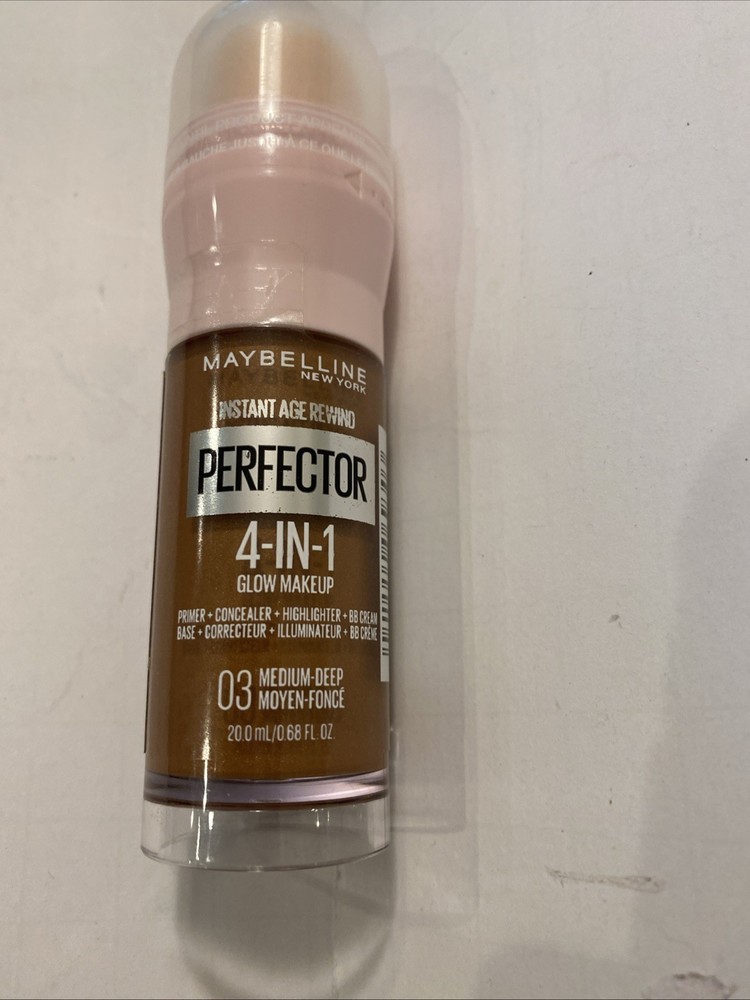 MAYBELLINE
NEW YORK
INSTANT AGE REWIND
PERFECTOR
4-IN-1
GLOW MAKEUP
PRIMER + CONCEALER + HIGHLIGHTER + BB CREAM
BASE + CORRECTEUR + ILLUMINATEUR + BB CRÈME
03 MEDIUM-DEEP
MOYEN-FONCÉ
20.0 mL/0.68 FL. OZ.